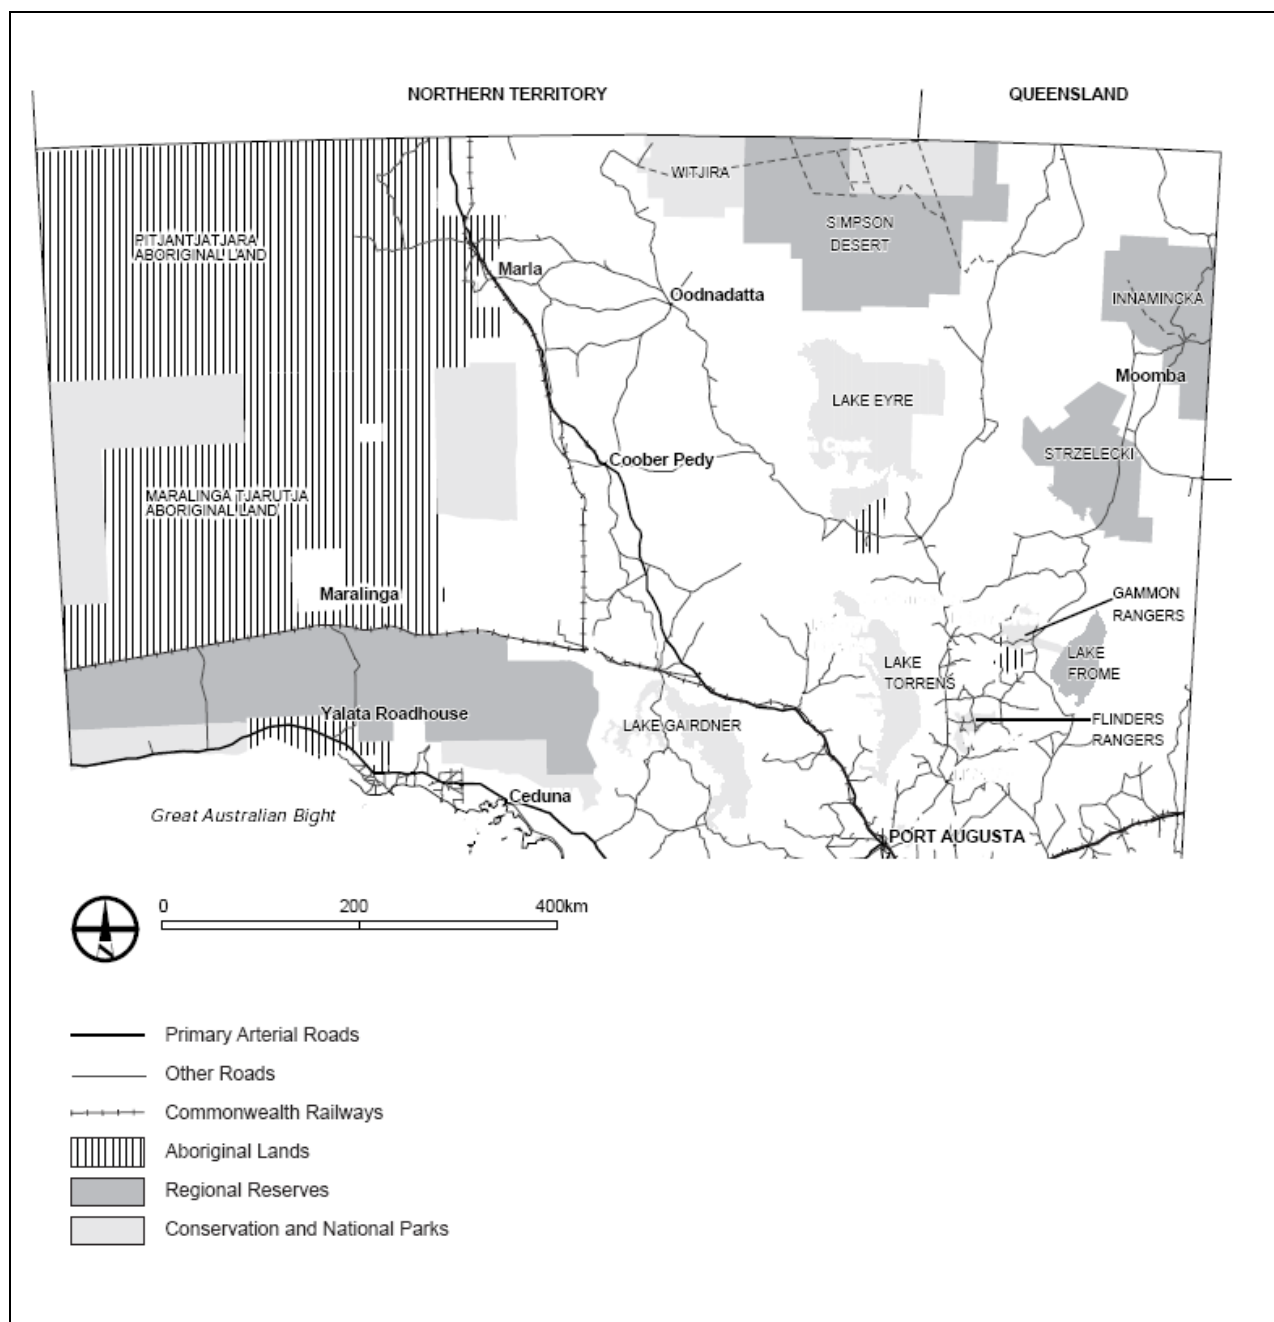 NORTHERN TERRITORY
QUEENSLAND
WITJIRA
PITJANTJATJARA
ABORIGINAL LAND
SIMPSON
DESERT
Marla
Oodnadatta
INNAMINCKA
Moomba
LAKE EYRE
Coober Pedy
STRZELECKI
MARALINGA TJARUTJA
ABORIGINAL LAND
Maralinga
GAMMON
RANGERS
LAKE
FROME
LAKE
TORRENS
Yalata Roadhouse
LAKE GAIRDNER
FLINDERS
RANGERS
Ceduna
Great Australian Bight
PORT AUGUSTA
0 200 400km
N
Primary Arterial Roads
Other Roads
Commonwealth Railways
Aboriginal Lands
Regional Reserves
Conservation and National Parks